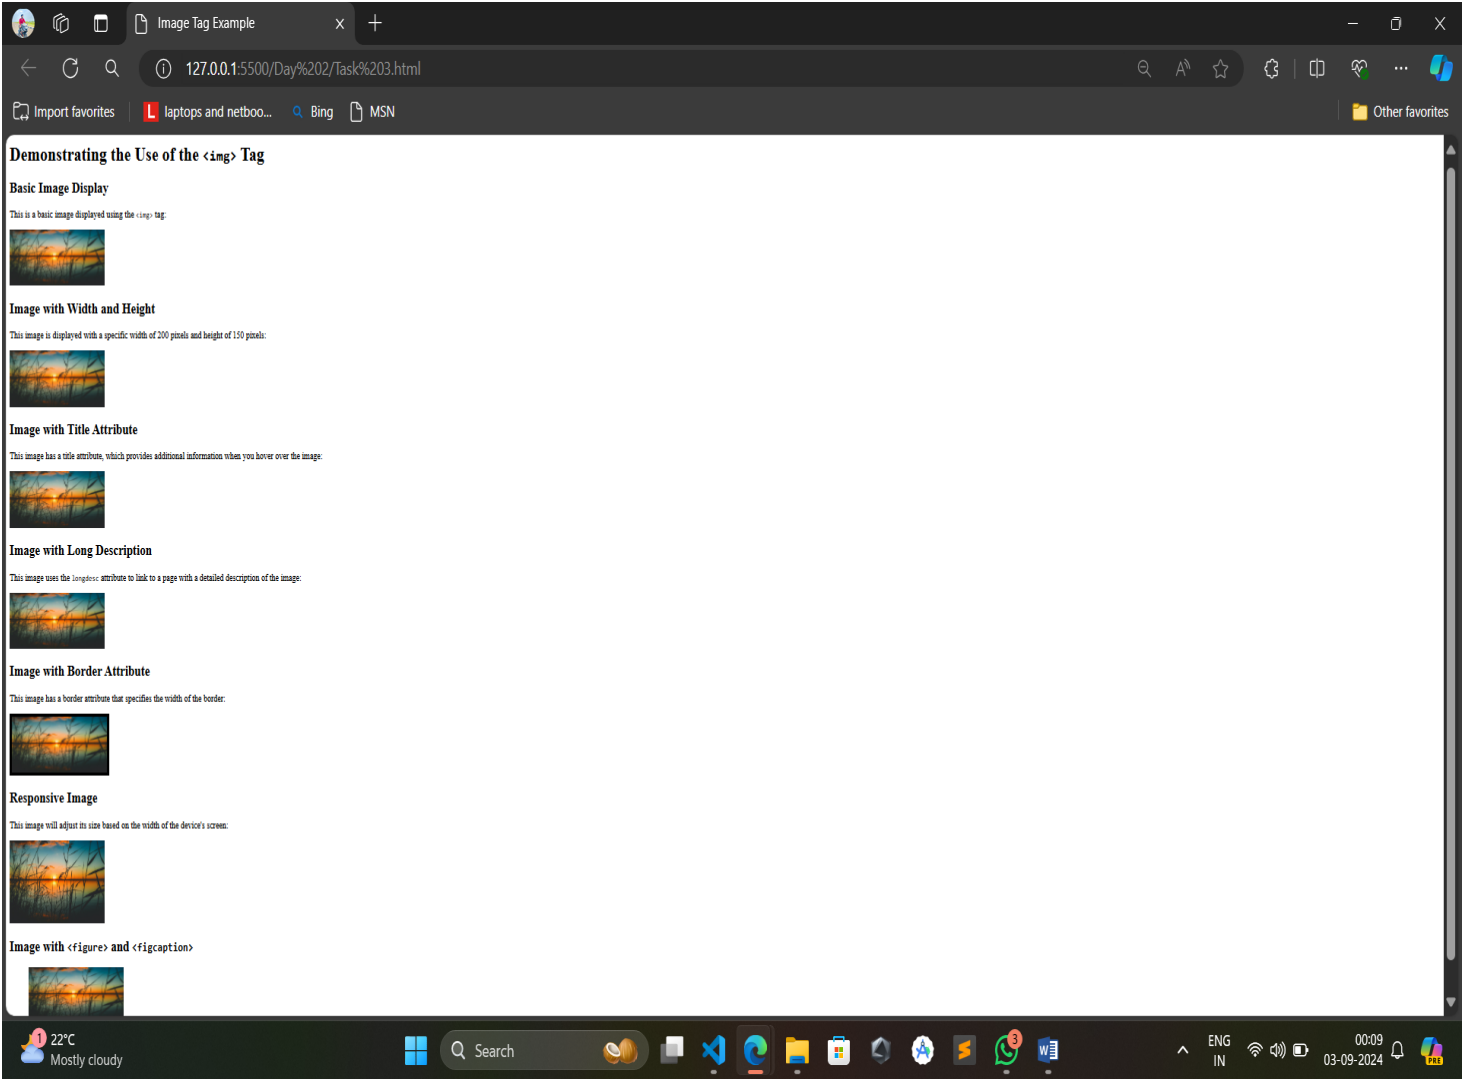 Image Tag Example
127.0.0.1:5500/Day%202/Task%203.html
Import favorites
L laptops and netboo...
Bing
MSN
Other favorites
Demonstrating the Use of the <img> Tag
Basic Image Display
This is a basic image displayed using the <img> tag:
Image with Width and Height
This image is displayed with a specific width of 200 pixels and height of 150 pixels:
Image with Title Attribute
This image has a title attribute, which provides additional information when you hover over the image:
Image with Long Description
This image uses the longdesc attribute to link to a page with a detailed description of the image:
Image with Border Attribute
This image has a border attribute that specifies the width of the border:
Responsive Image
This image will adjust its size based on the width of the device's screen:
Image with <figure> and <figcaption>
1
22°C
Mostly cloudy
Search
3
ENG
IN
00:09
03-09-2024
PRE